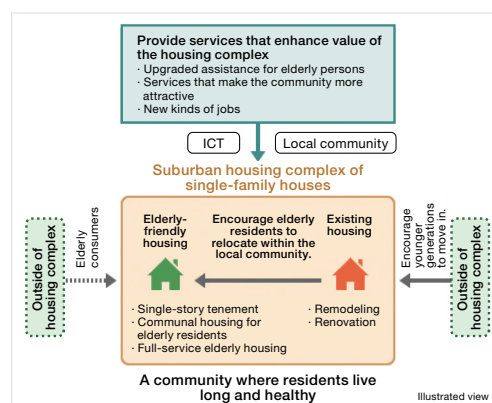 Provide services that enhance value of
the housing complex
· Upgraded assistance for elderly persons
· Services that make the community more
attractive
· New kinds of jobs
ICT
Local community
Suburban housing complex of
single-family houses
Outside of
housing complex
Elderly
consumers
Elderly-
friendly
housing
Encourage elderly
residents to
relocate within the
local community.
Existing
housing
· Single-story tenement
· Communal housing for
elderly residents
· Full-service elderly housing
· Remodeling
· Renovation
Encourage
younger
generations
to move in.
Outside of
housing complex
A community where residents live
long and healthy
Illustrated view